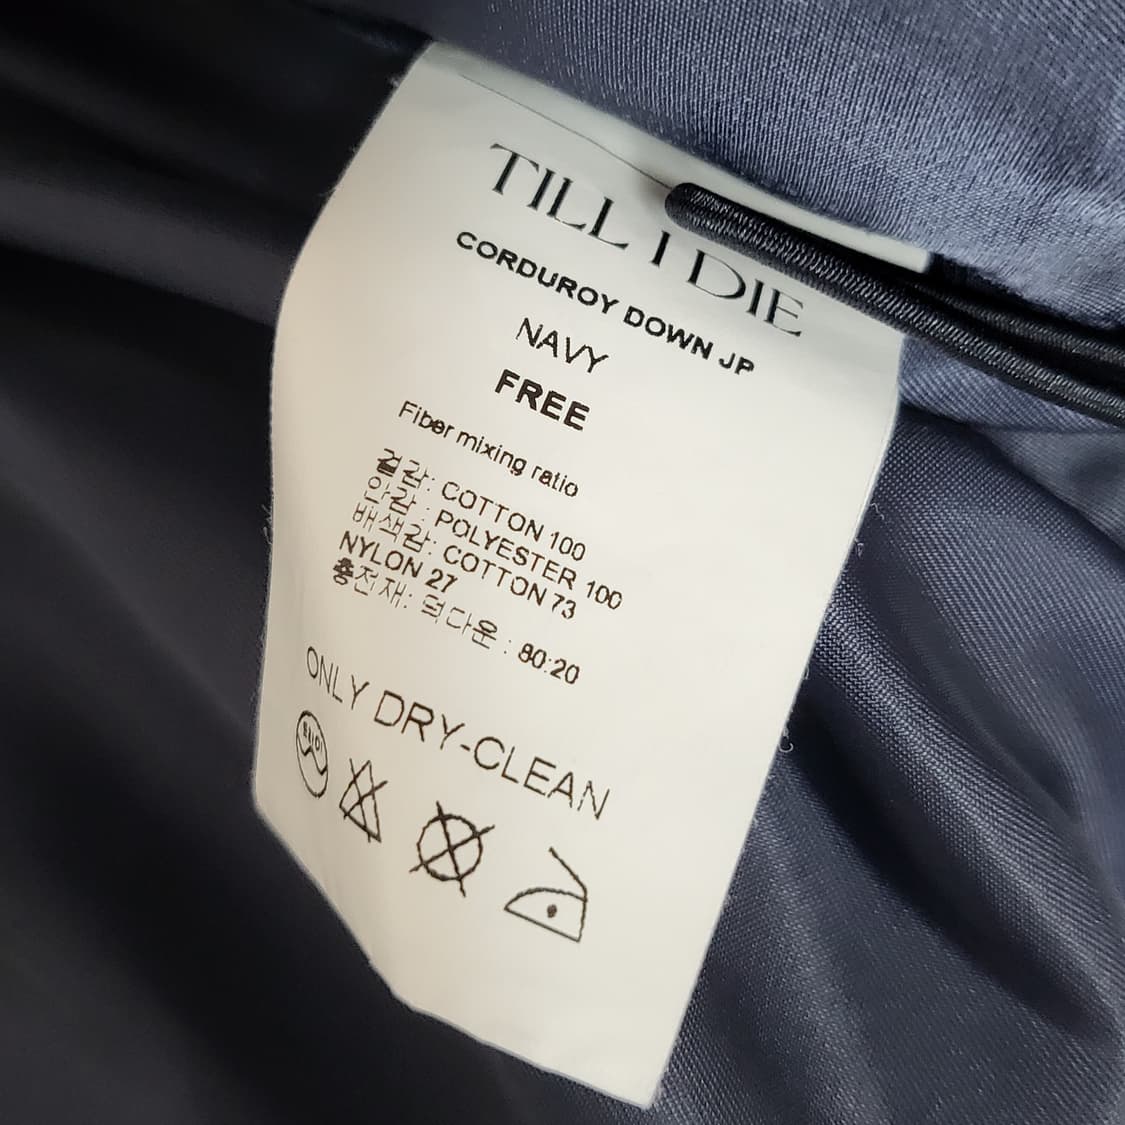 TILL I DIE
CORDUROY DOWN JP
NAVY
FREE
Fiber mixing ratio
겉감: COTTON 100
안감 : POLYESTER 100
배색감: COTTON 73
NYLON 27
충전재: 덕다운 : 80:20
ONLY DRY-CLEAN